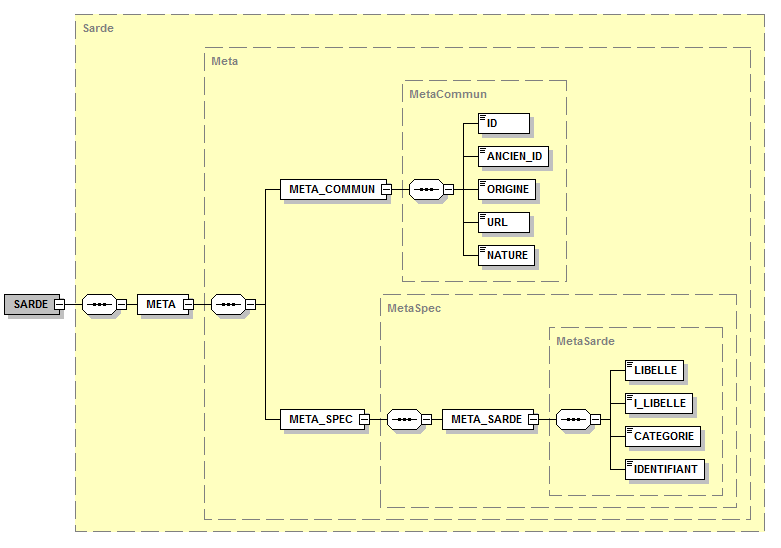 Sarde
Meta
MetaCommun
ID
ANCIEN_ID
META_COMMUN
ORIGINE
URL
NATURE
SARDE
META
MetaSpec
MetaSarde
LIBELLE
I_LIBELLE
META_SPEC
META_SARDE
CATEGORIE
IDENTIFIANT